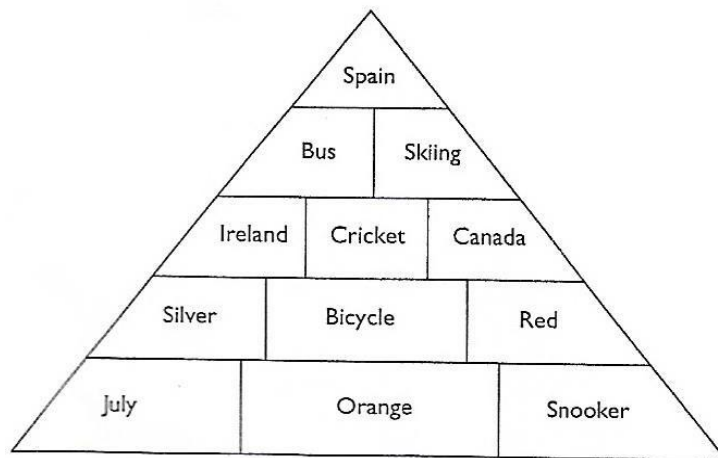 Spain
Bus Skiing
Ireland Cricket Canada
Silver Bicycle Red
July Orange Snooker